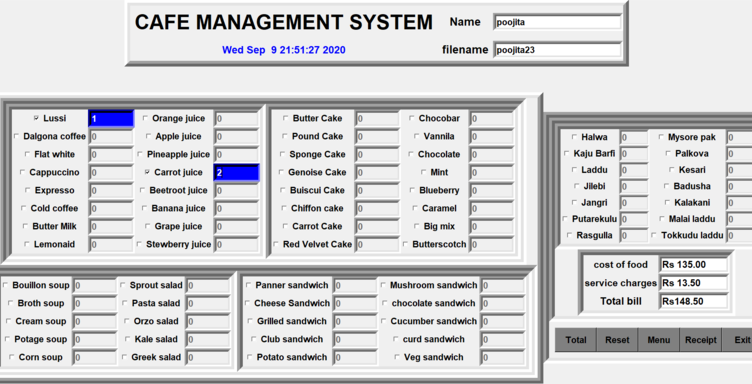 CAFE MANAGEMENT SYSTEM
Name poojita
Wed Sep 9 21:51:27 2020
filename poojita23
Lussi 1 Orange juice 0
Dalgona coffee 0 Apple juice 0
Flat white 0 Pineapple juice 0
Cappuccino 0 Carrot juice 2
Expresso 0 Beetroot juice 0
Cold coffee 0 Banana juice 0
Butter Milk 0 Grape juice 0
Lemonaid 0 Stewberry juice 0
Butter Cake 0 Chocobar 0
Pound Cake 0 Vannila 0
Sponge Cake 0 Chocolate 0
Genoise Cake 0 Mint 0
Buiscui Cake 0 Blueberry 0
Chiffon cake 0 Caramel 0
Carrot Cake 0 Big mix 0
Red Velvet Cake 0 Butterscotch 0
Halwa 0 Mysore pak 0
Kaju Barfi 0 Palkova 0
Laddu 0 Kesari 0
Jilebi 0 Badusha 0
Jangri 0 Kalakani 0
Putarekulu 0 Malai laddu 0
Rasgulla 0 Tokkudu laddu 0
Bouillon soup 0 Sprout salad 0
Broth soup 0 Pasta salad 0
Cream soup 0 Orzo salad 0
Potage soup 0 Kale salad 0
Corn soup 0 Greek salad 0
Panner sandwich 0 Mushroom sandwich 0
Cheese Sandwich 0 chocolate sandwich 0
Grilled sandwich 0 Cucumber sandwich 0
Club sandwich 0 curd sandwich 0
Potato sandwich 0 Veg sandwich 0
cost of food Rs 135.00
service charges Rs 13.50
Total bill Rs148.50
Total Reset Menu Receipt Exit